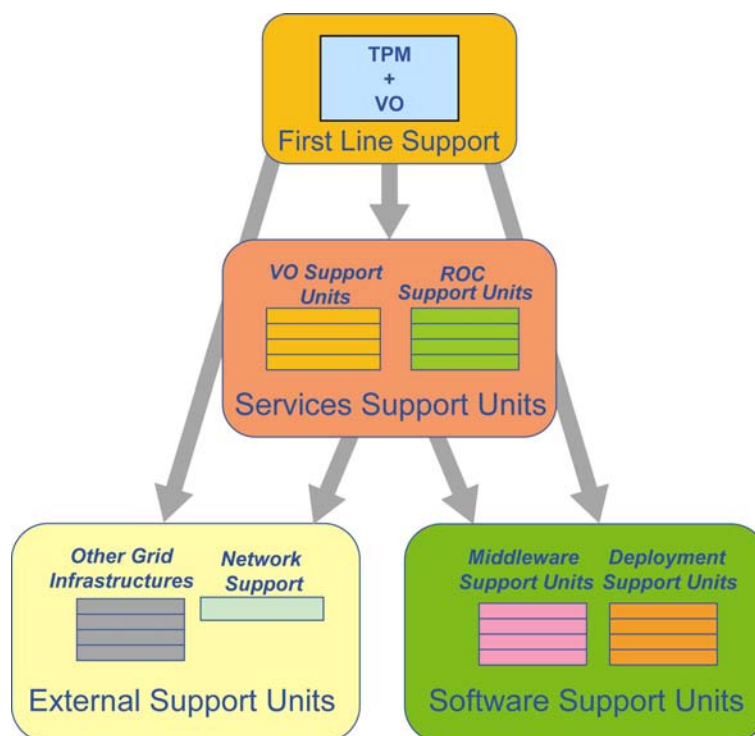 TPM
+
VO
First Line Support
VO Support
Units
ROC
Support Units
Services Support Units
Other Grid
Infrastructures
Network
Support
External Support Units
Middleware
Support Units
Deployment
Support Units
Software Support Units